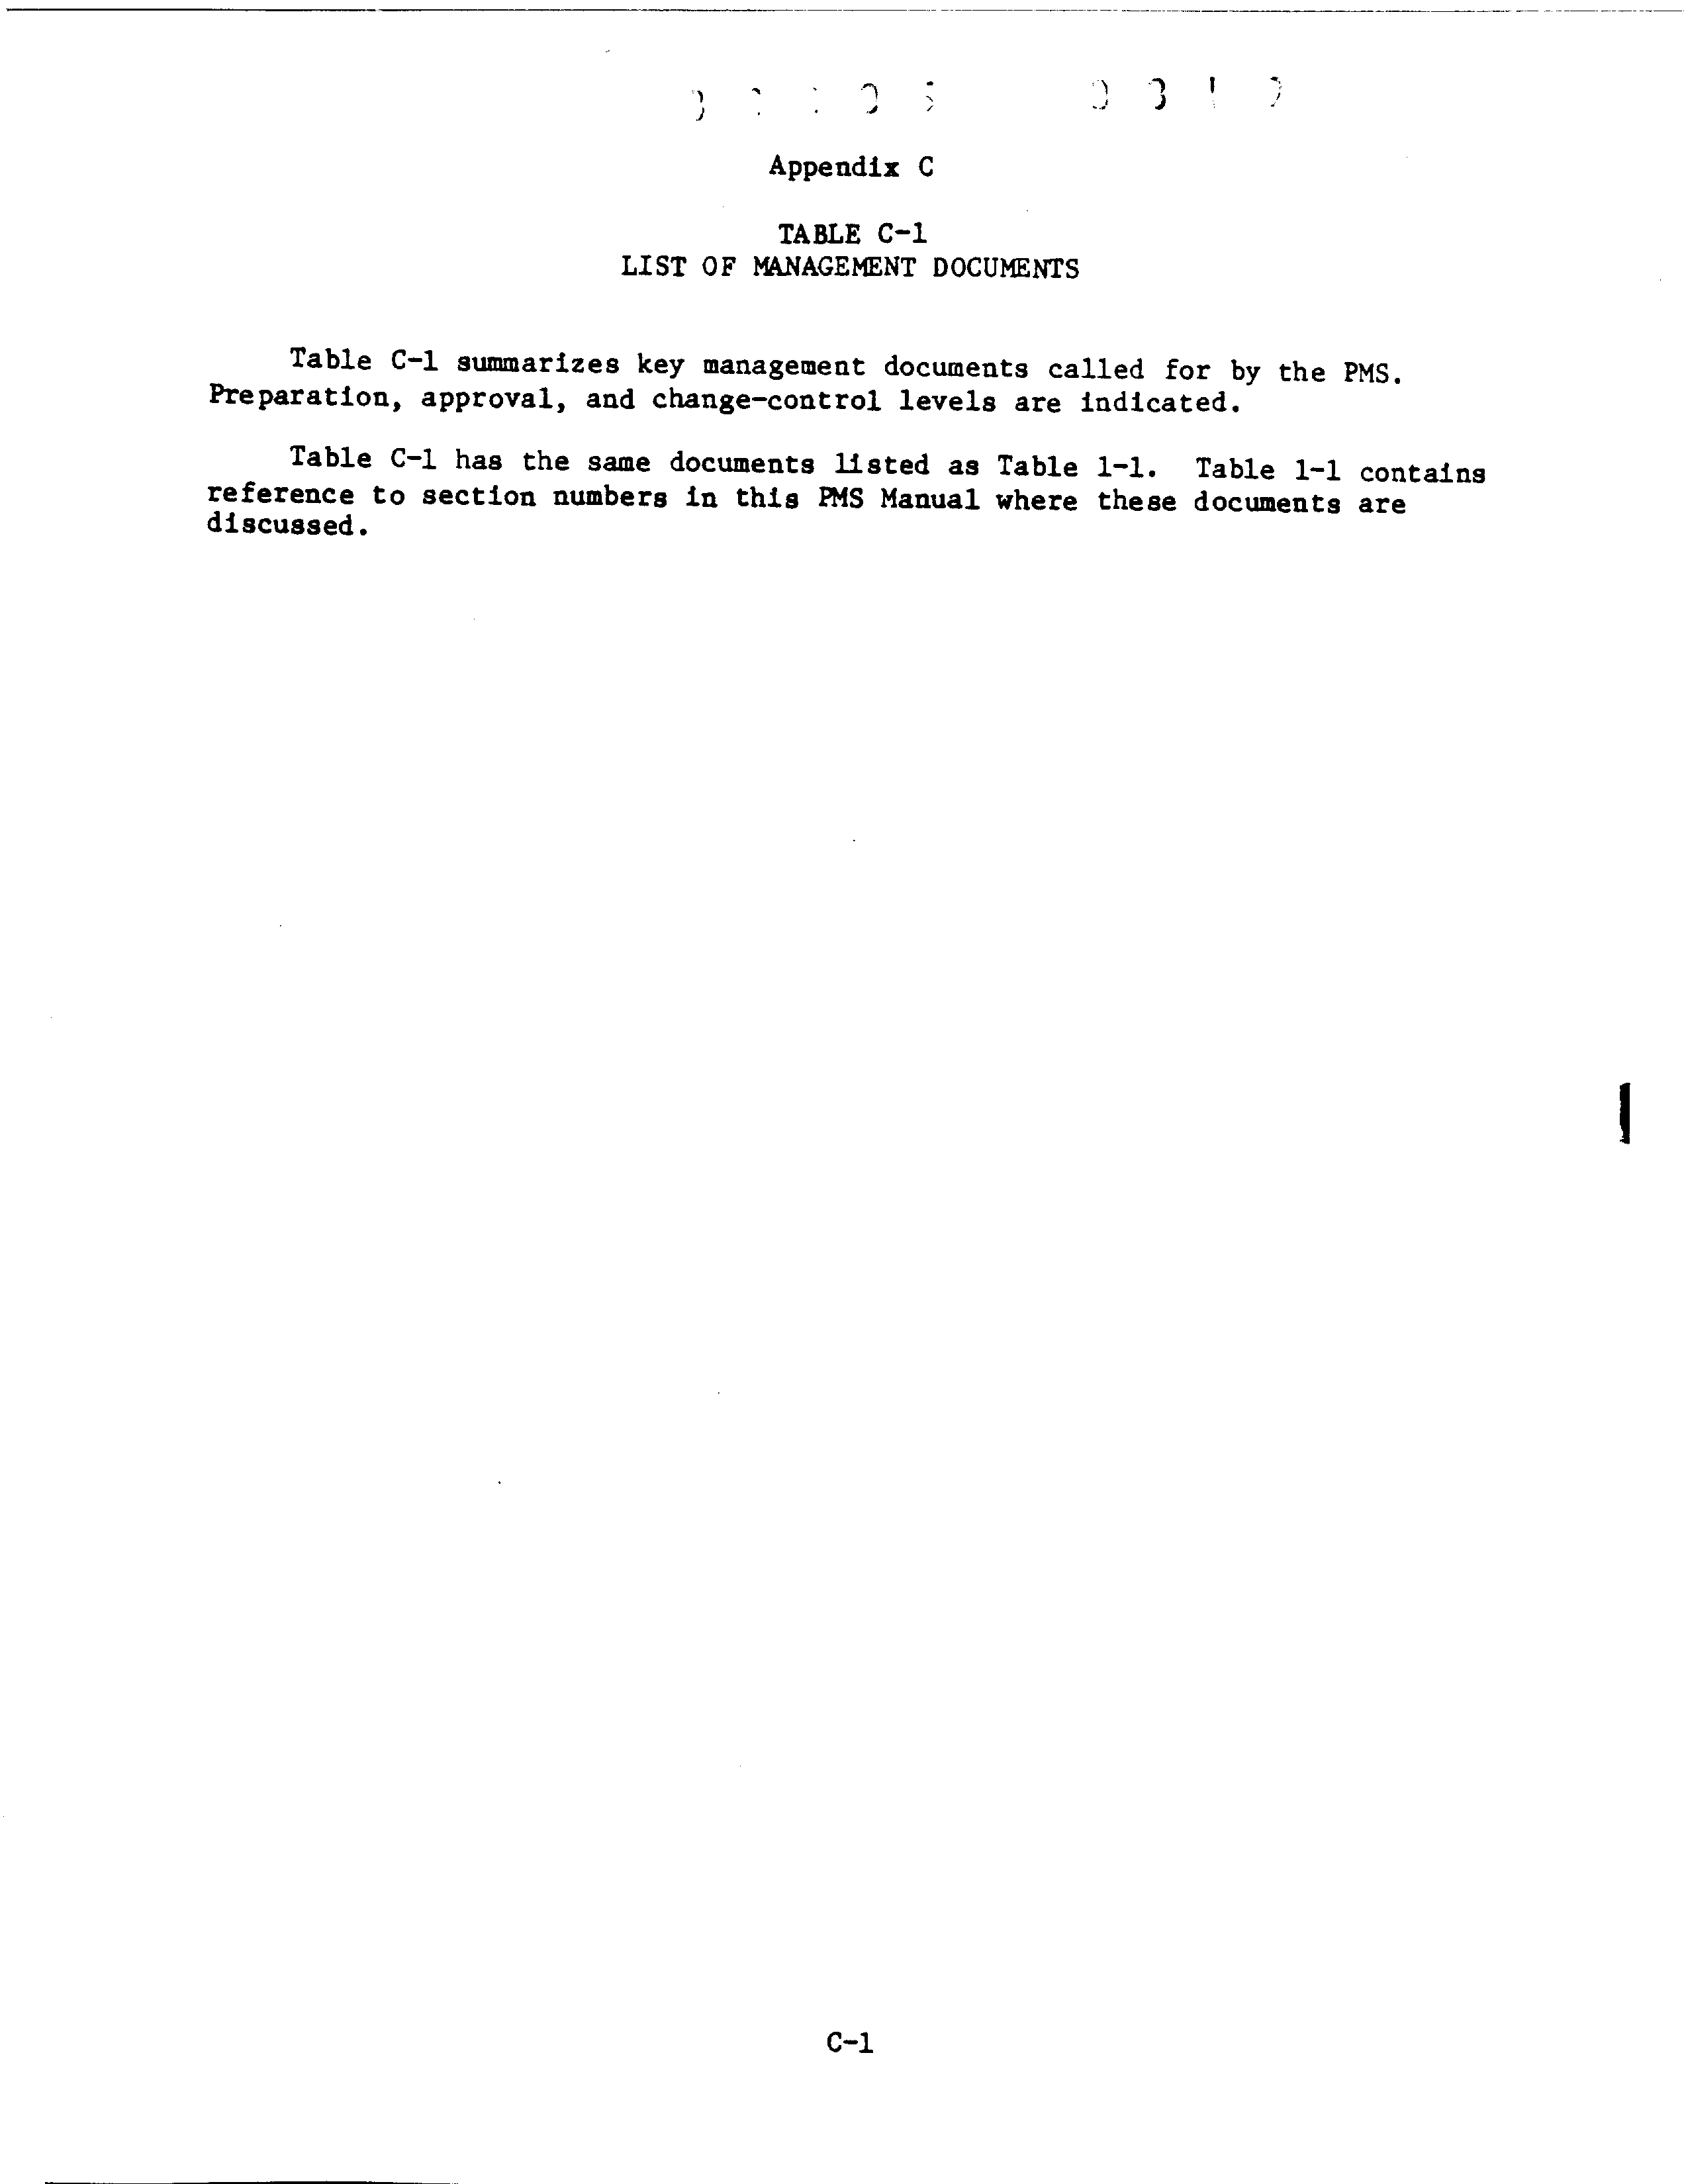 Appendix C
TABLE C-1
LIST OF MANAGEMENT DOCUMENTS
Table C-1 summarizes key management documents called for by the PMS.
Preparation, approval, and change-control levels are indicated.
Table C-1 has the same documents listed as Table 1-1. Table 1-1 contains
reference to section numbers in this PMS Manual where these documents are
discussed.
C-1